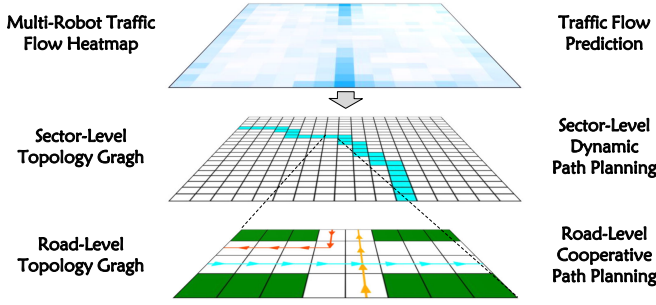 Multi-Robot Traffic
Flow Heatmap
Traffic Flow
Prediction
Sector-Level
Topology Gragh
Sector-Level
Dynamic
Path Planning
Road-Level
Topology Gragh
Road-Level
Cooperative
Path Planning